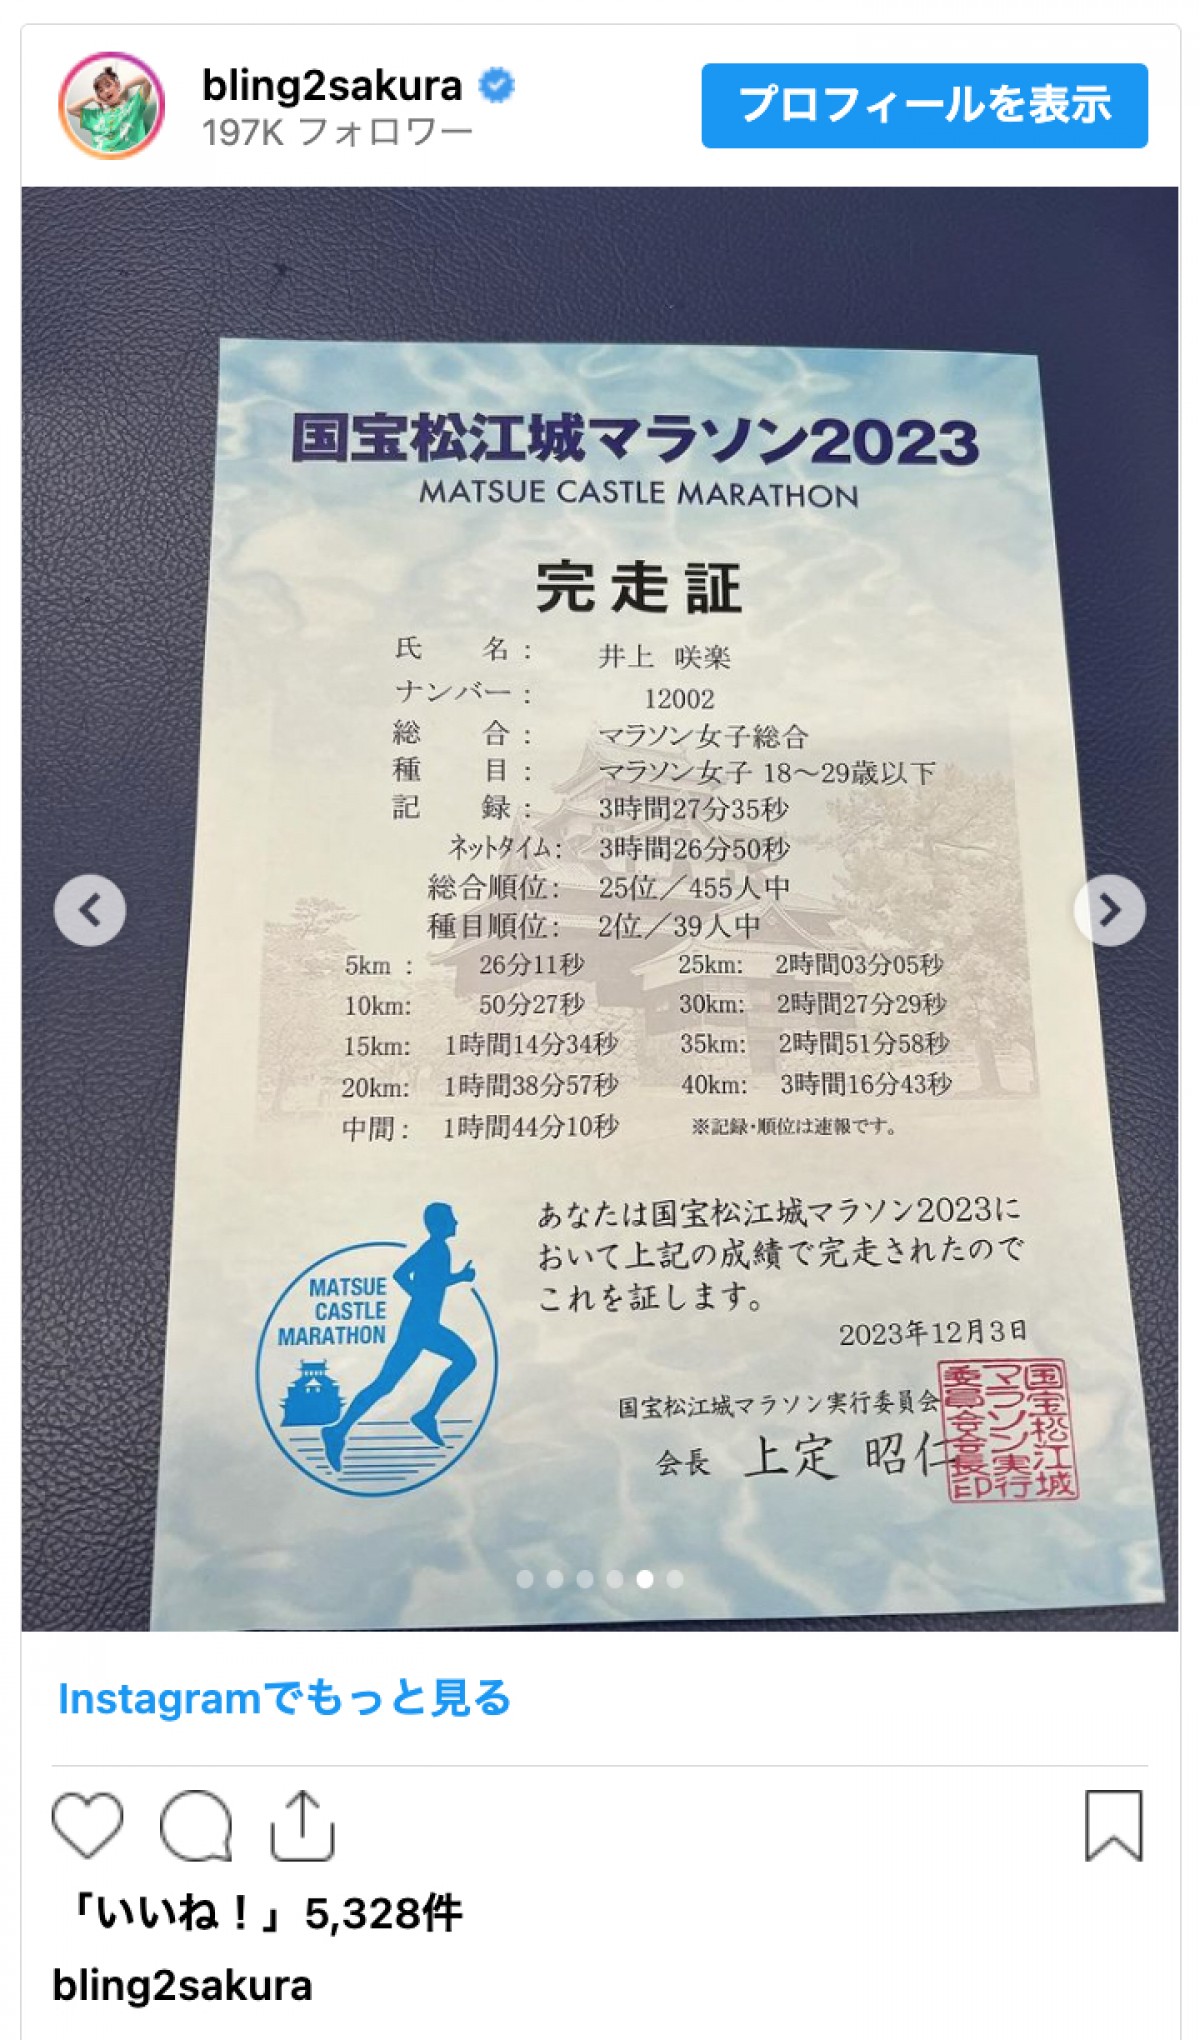 bling2sakura
197K フォロワー
プロフィールを表示
国宝松江城マラソン2023
MATSUE CASTLE MARATHON
完走証
氏 名： 井上 咲楽
ナンバー： 12002
総 合： マラソン女子総合
種 目： マラソン女子 18〜29歳以下
記 録： 3時間27分35秒
ネットタイム: 3時間26分50秒
総合順位: 25位／455人中
種目順位: 2位／39人中
5km : 26分11秒 25km: 2時間03分05秒
10km: 50分27秒 30km: 2時間27分29秒
15km: 1時間14分34秒 35km: 2時間51分58秒
20km: 1時間38分57秒 40km: 3時間16分43秒
中間: 1時間44分10秒 ※記録・順位は速報です。
あなたは国宝松江城マラソン2023に
おいて上記の成績で完走されたので
これを証します。
2023年12月3日
MATSUE
CASTLE
MARATHON
国宝松江城マラソン実行委員会
会長 上定 昭仁
国宝松江城
マラソン実行
委員会会長印
Instagramでもっと見る
「いいね！」5,328件
bling2sakura